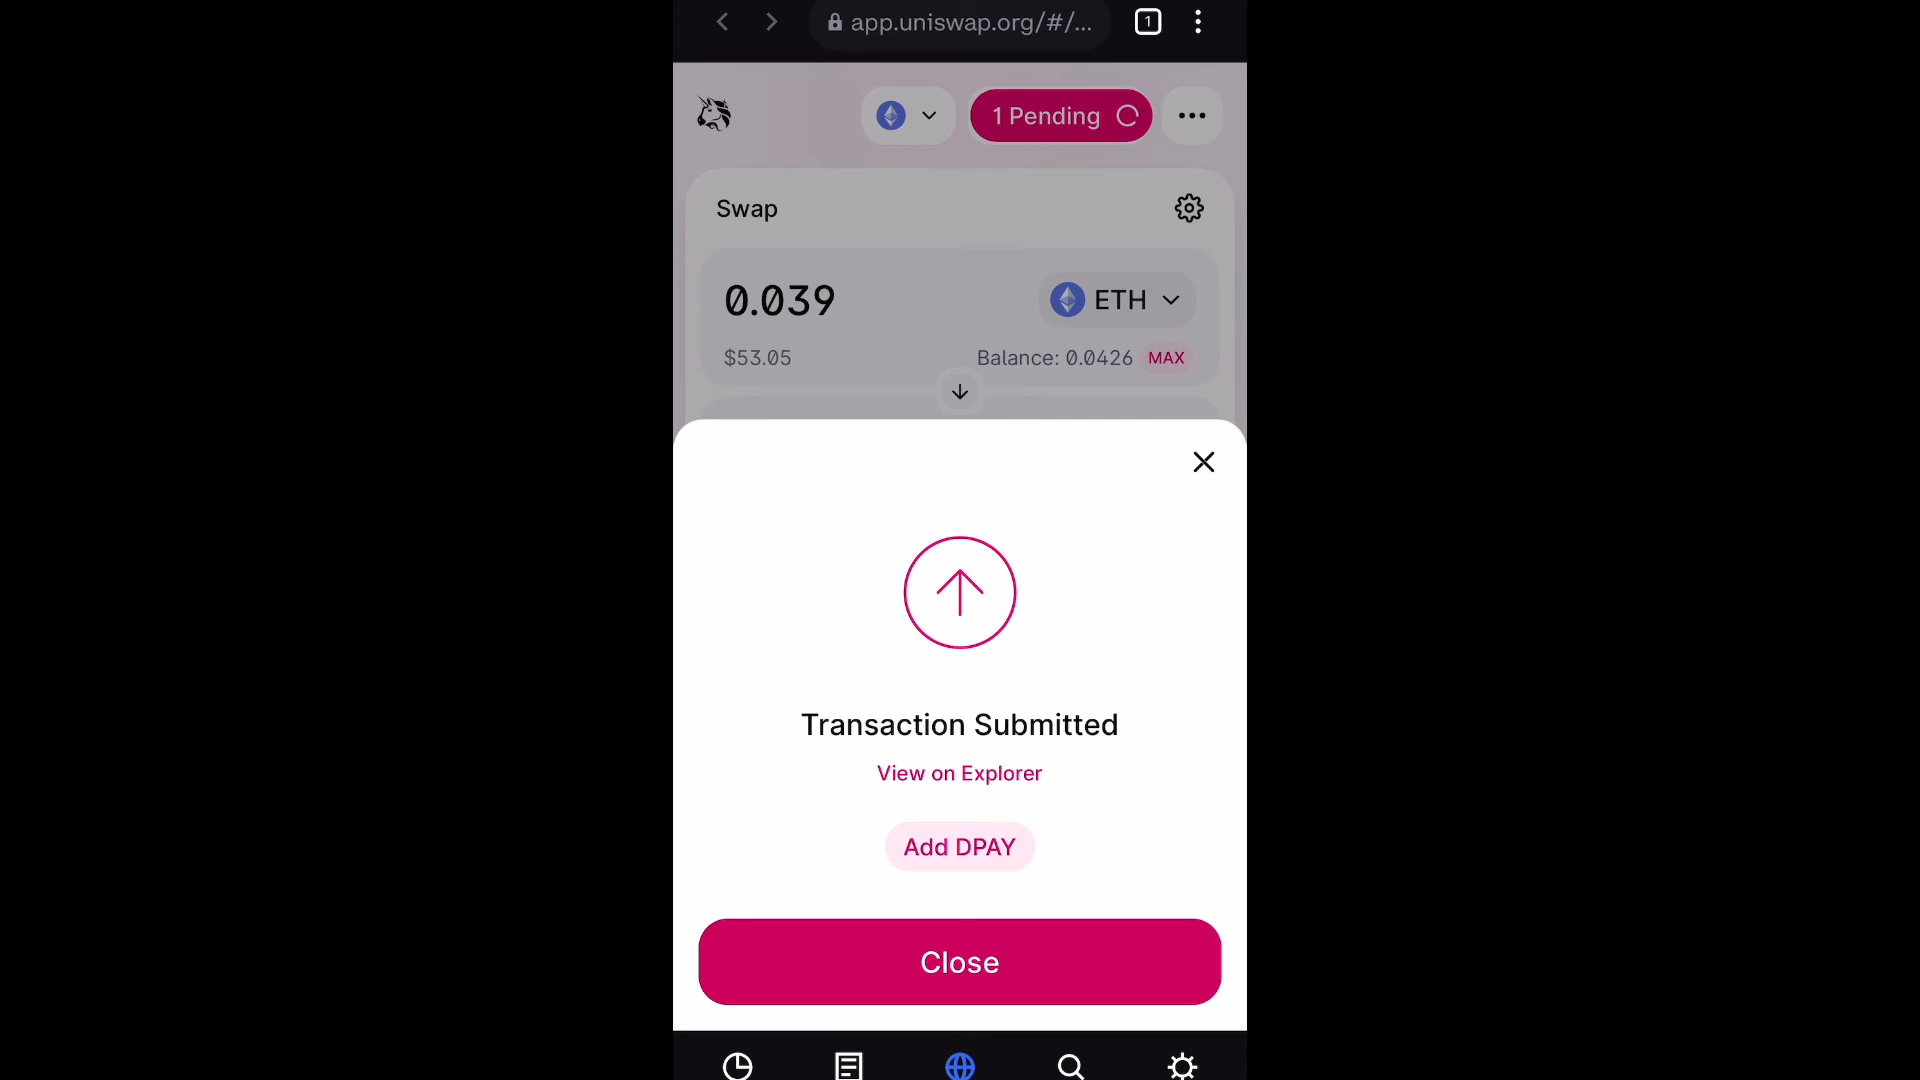 app.uniswap.org/#/...
1
1 Pending
Swap
0.039
ETH
$53.05
Balance: 0.0426
MAX
Transaction Submitted
View on Explorer
Add DPAY
Close